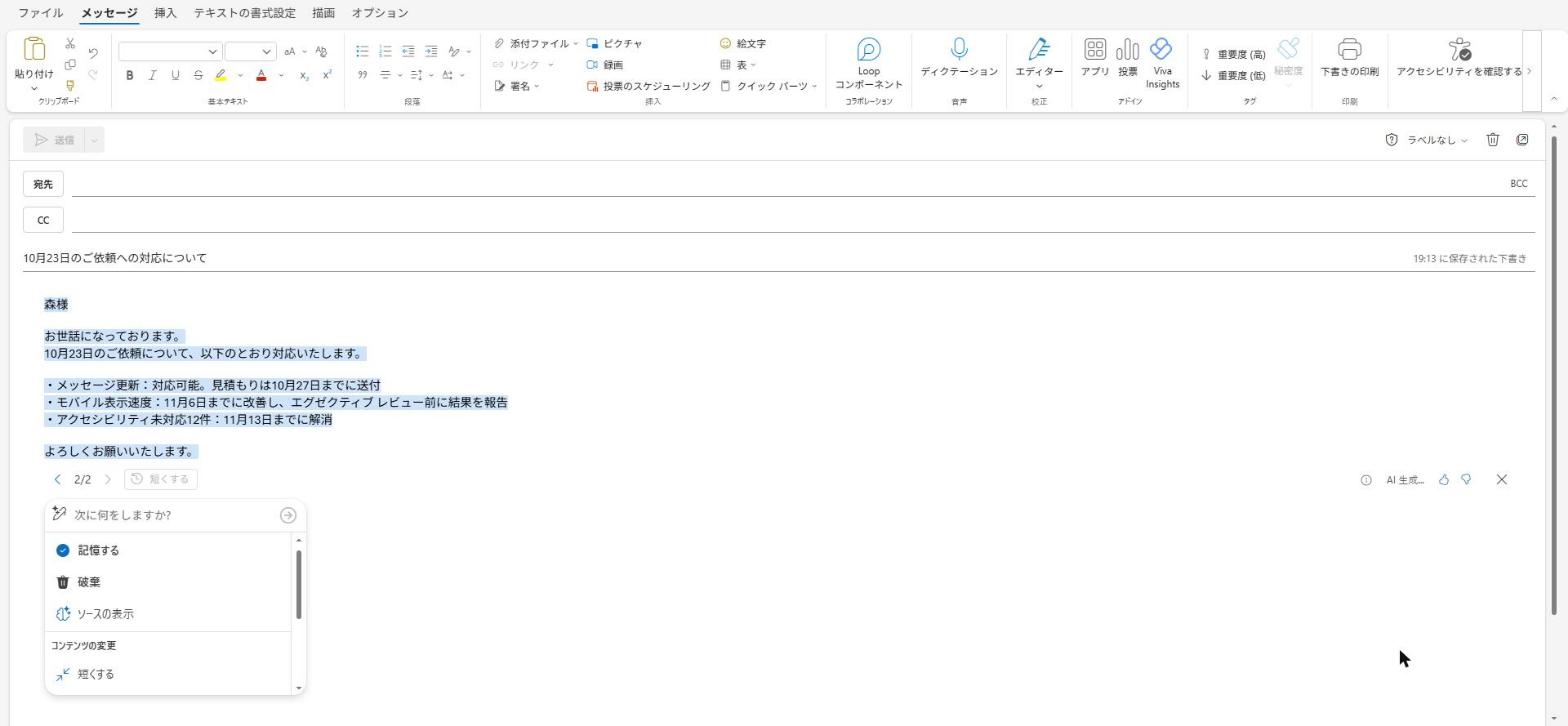 ファイル メッセージ 挿入 テキストの書式設定 描画 オプション
貼り付け
クリップボード
aA
B I U S A x₂ x²
基本テキスト
段落
添付ファイル ピクチャ 絵文字
リンク 録画 表
署名 投票のスケジューリング クイック パーツ
挿入
Loop
コンポーネント
コラボレーション
ディクテーション
音声
エディター
校正
アプリ 投票 Viva
Insights
アドイン
重要度 (高)
重要度 (低)
秘密度
タグ
下書きの印刷
印刷
アクセシビリティを確認する
送信
ラベルなし
宛先
BCC
CC
10月23日のご依頼への対応について
19:13 に保存された下書き
森様
お世話になっております。
10月23日のご依頼について、以下のとおり対応いたします。
・メッセージ更新：対応可能。見積もりは10月27日までに送付
・モバイル表示速度：11月6日までに改善し、エグゼクティブ レビュー前に結果を報告
・アクセシビリティ未対応12件：11月13日までに解消
よろしくお願いいたします。
2/2 短くする
AI 生成...
次に何をしますか?
記憶する
破棄
ソースの表示
コンテンツの変更
短くする